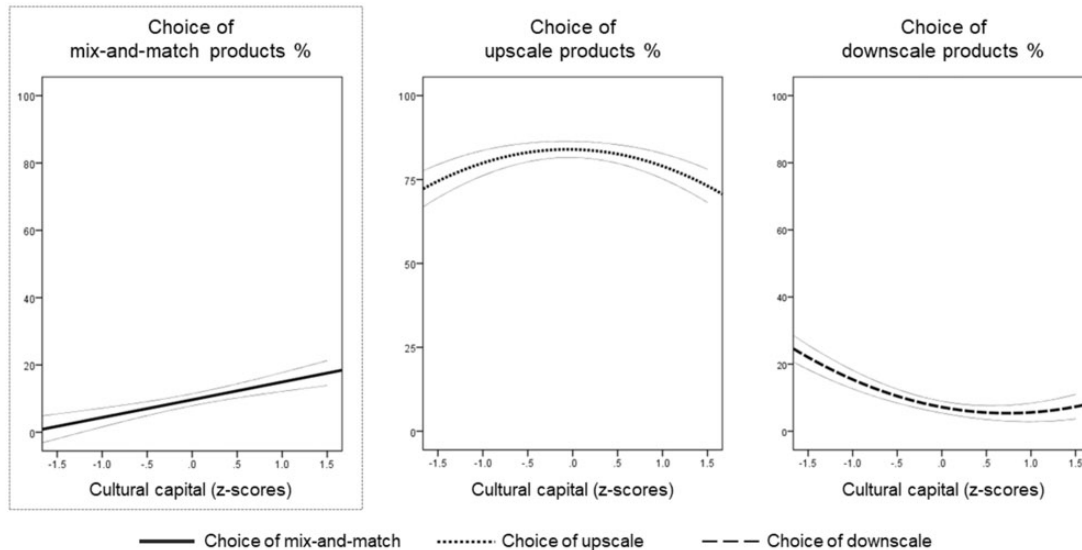 Choice of
mix-and-match products %
100
80
60
40
20
0
-1.5 -1.0 -.5 .0 .5 1.0 1.5
Cultural capital (z-scores)
Choice of
upscale products %
100
75
50
25
0
-1.5 -1.0 -.5 .0 .5 1.0 1.5
Cultural capital (z-scores)
Choice of
downscale products %
100
80
60
40
20
0
-1.5 -1.0 -.5 .0 .5 1.0 1.5
Cultural capital (z-scores)
Choice of mix-and-match Choice of upscale Choice of downscale